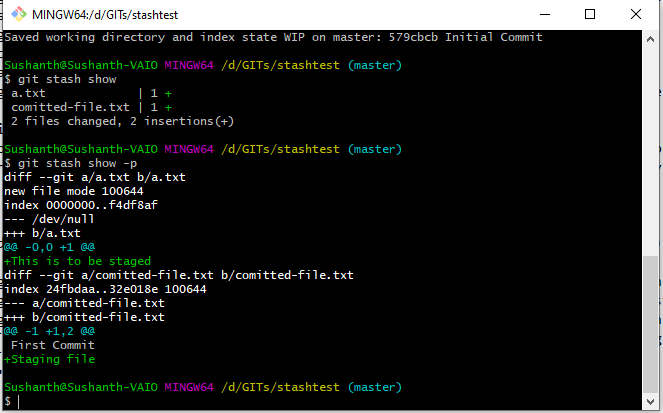 MINGW64:/d/GITs/stashtest
Saved working directory and index state WIP on master: 579cbcb Initial Commit
Sushanth@Sushanth-VAIO MINGW64 /d/GITs/stashtest (master)
$ git stash show
a.txt | 1 +
comitted-file.txt | 1 +
2 files changed, 2 insertions(+)
Sushanth@Sushanth-VAIO MINGW64 /d/GITs/stashtest (master)
$ git stash show -p
diff --git a/a.txt b/a.txt
new file mode 100644
index 0000000..f4df8af
--- /dev/null
+++ b/a.txt
@@ -0,0 +1 @@
+This is to be staged
diff --git a/comitted-file.txt b/comitted-file.txt
index 24fbdaa..32e018e 100644
--- a/comitted-file.txt
+++ b/comitted-file.txt
@@ -1 +1,2 @@
First Commit
+Staging file
Sushanth@Sushanth-VAIO MINGW64 /d/GITs/stashtest (master)
$